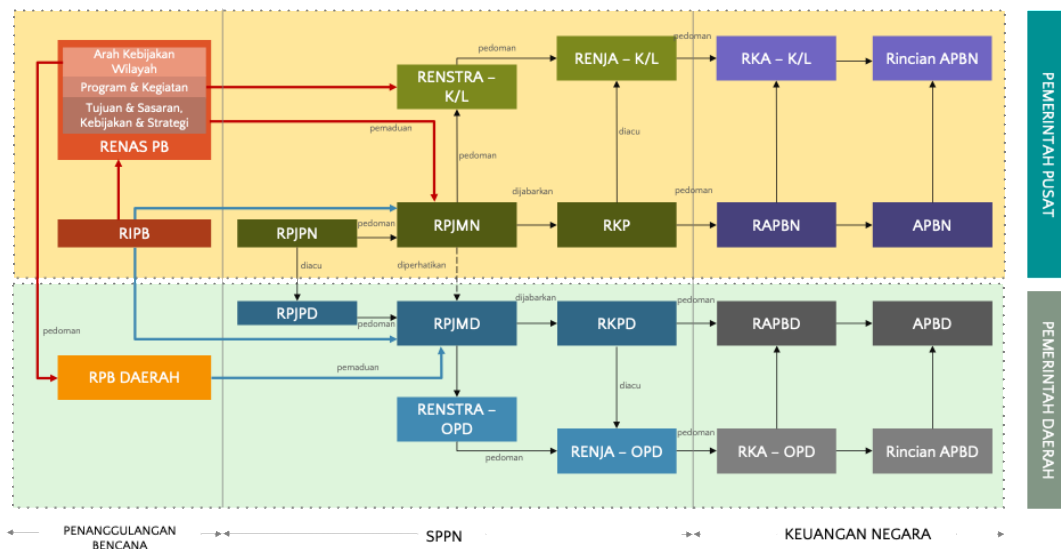 Arah Kebijakan
Wilayah
Program & Kegiatan
Tujuan & Sasaran,
Kebijakan & Strategi
RENAS PB
RENSTRA –
K/L
pedoman
RENJA – K/L
pedoman
RKA – K/L
Rincian APBN
pemaduan
pedoman
diacu
RIPB
RPJPN
pedoman
RPJMN
dijabarkan
RKP
pedoman
RAPBN
APBN
diacu
diperhatikan
PEMERINTAH PUSAT
RPJPD
pedoman
RPJMD
dijabarkan
RKPD
pedoman
RAPBD
APBD
pedoman
RPB DAERAH
pemaduan
diacu
RENSTRA –
OPD
pedoman
RENJA – OPD
pedoman
RKA – OPD
Rincian APBD
PEMERINTAH DAERAH
PENANGGULANGAN
BENCANA
SPPN
KEUANGAN NEGARA